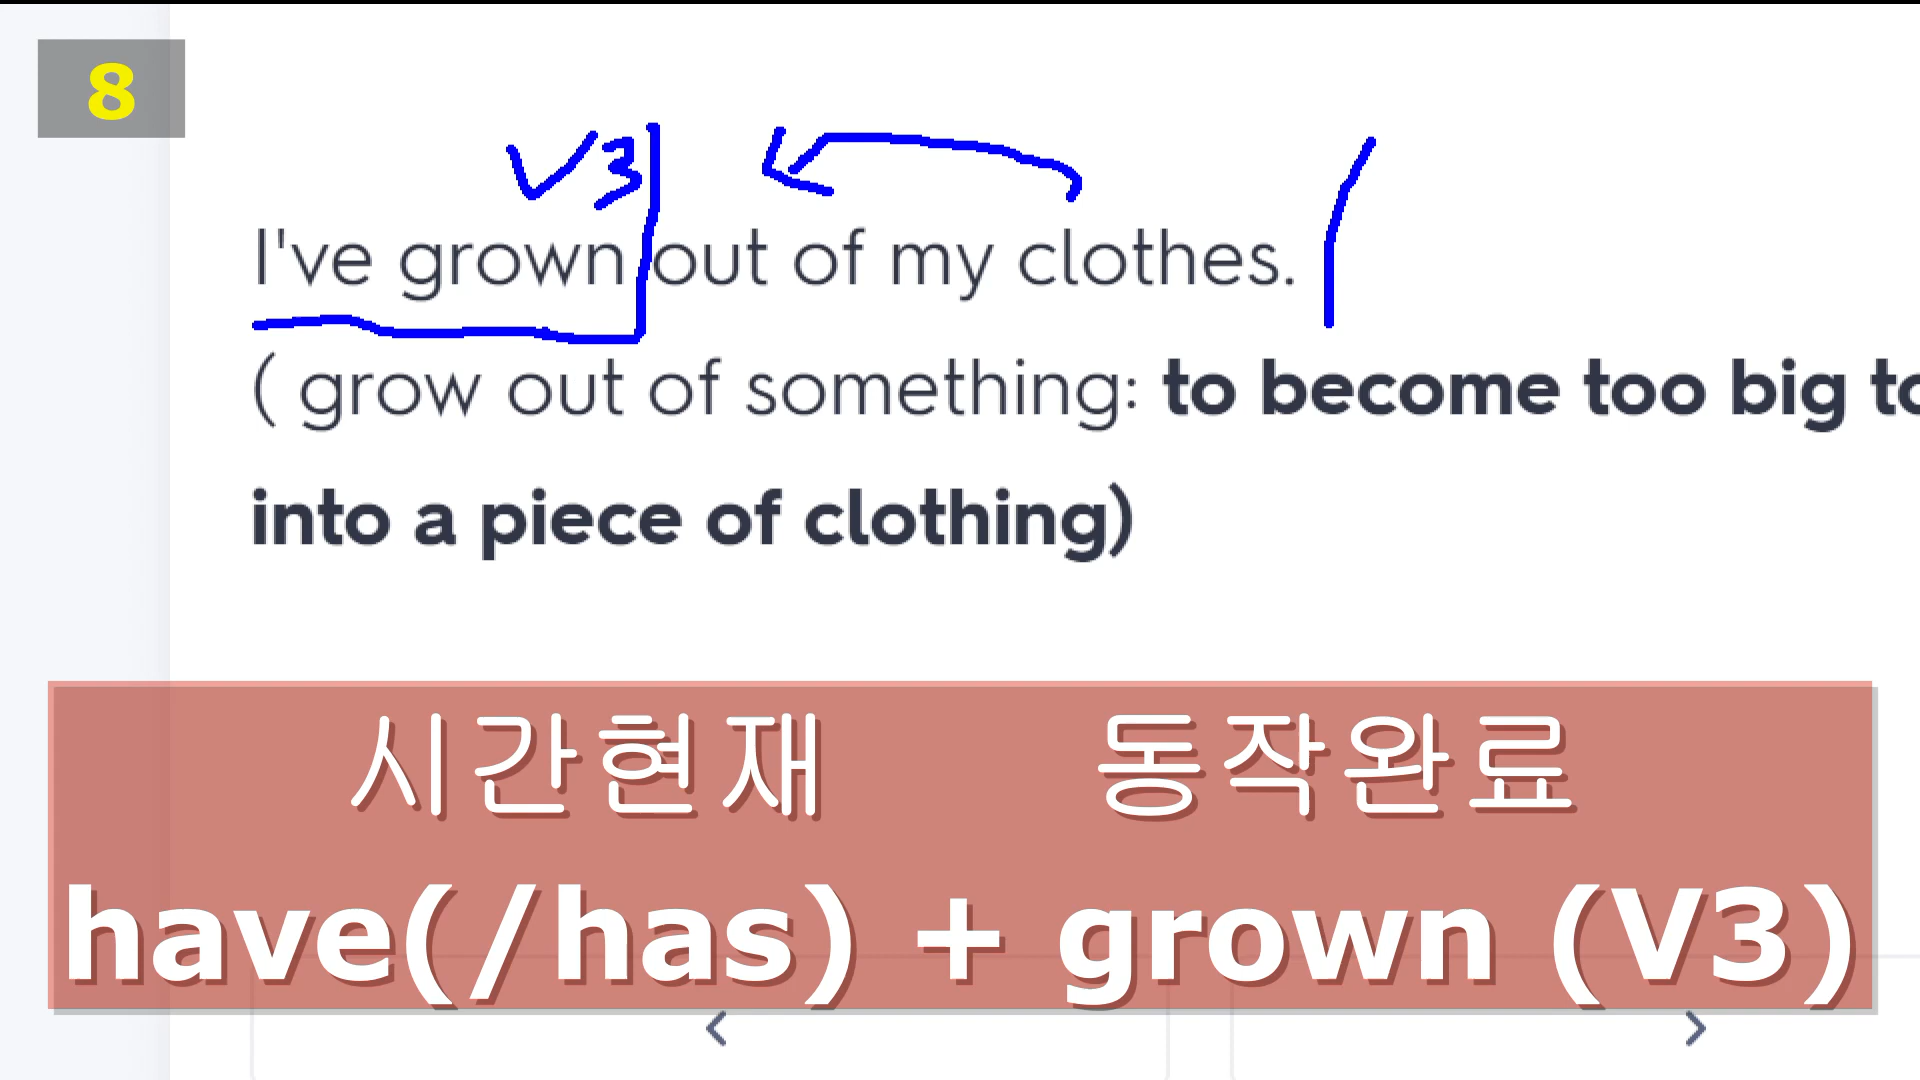 8
V3
I've grown out of my clothes.
( grow out of something: to become too big to
into a piece of clothing)
시간현재 동작완료
have(/has) + grown (V3)